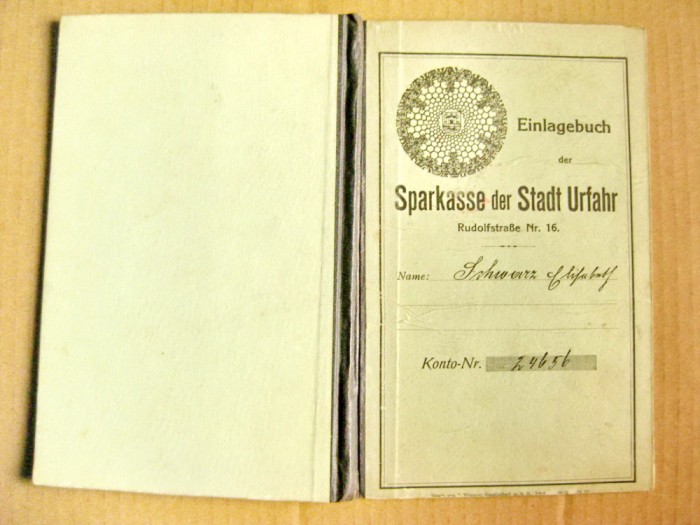 Einlagebuch
der
Sparkasse der Stadt Urfahr
Rudolfstraße Nr. 16.
Name: Schwarz Elisabeth
Konto-Nr. 24656